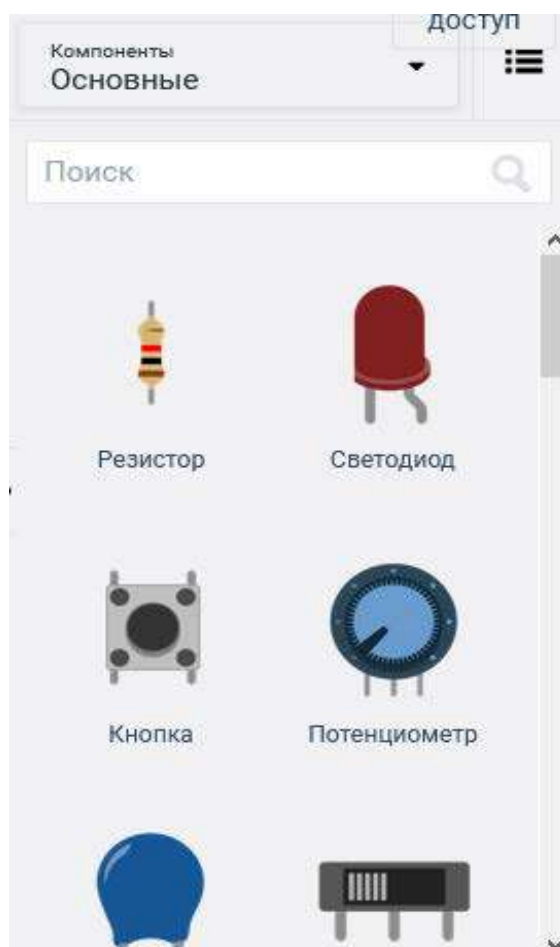 доступ
Компоненты
Основные
Поиск
Резистор
Светодиод
Кнопка
Потенциометр